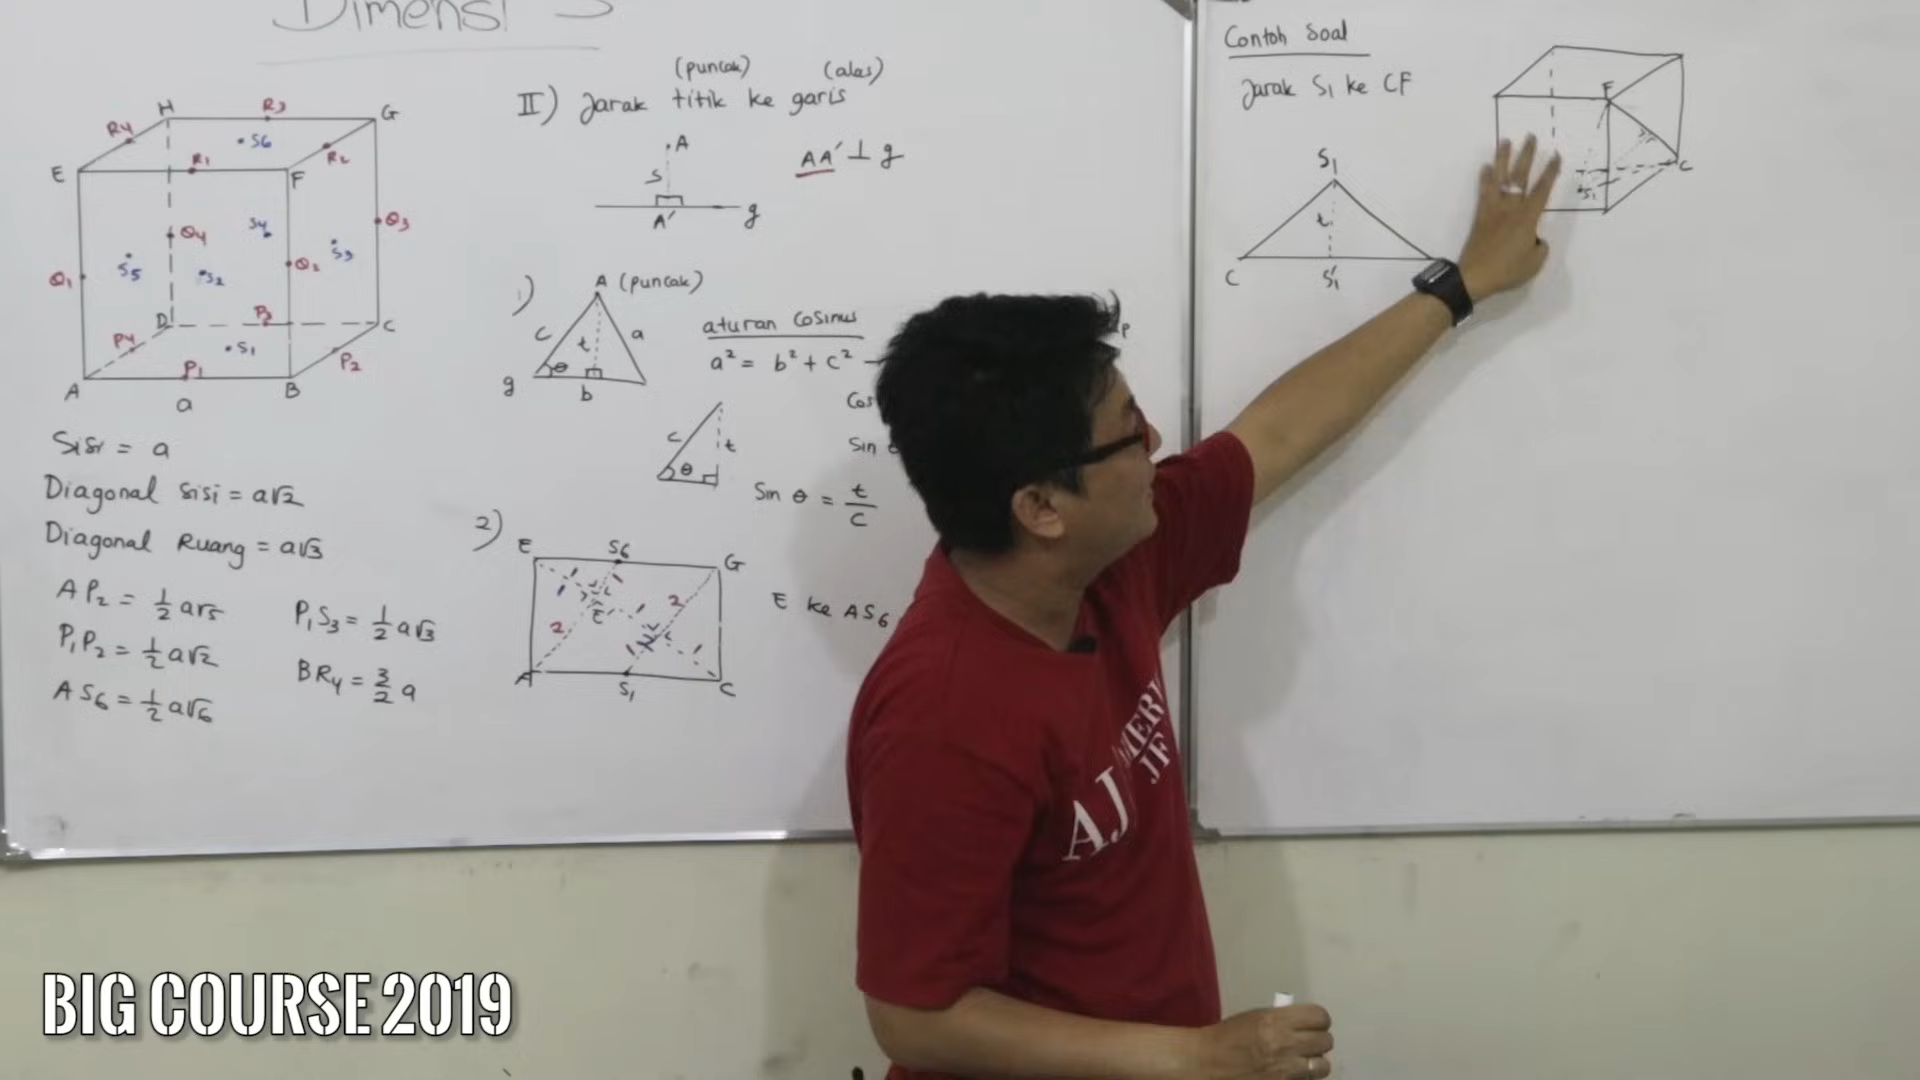 Dimensi 3
H
R3
G
R4
S6
E
R1
R2
F
Q4
S4
Q3
S5
S2
Q2
S3
Q1
D
P3
C
P4
S1
A
P1
B
P2
a
Sisi = a
Diagonal sisi = a√2
Diagonal Ruang = a√3
AP2 = 1/2 a√5
P1S3 = 1/2 a√3
P1P2 = 1/2 a√2
BR4 = 3/2 a
AS6 = 1/2 a√6
(puncak) (alas)
II) Jarak titik ke garis
A
AA' ⊥ g
s
A'
g
1)
A (puncak)
c
t
a
θ
g
b
aturan Cosinus
a² = b² + c² -
Cos
c
t
Sin
θ
Sin θ = t/c
2)
E
S6
G
2
E'
2
A
S1
C
E ke AS6
Contoh Soal
Jarak S1 ke CF
S1
t
C
S1'
F
C
S1
AJ
JF
BIG COURSE 2019